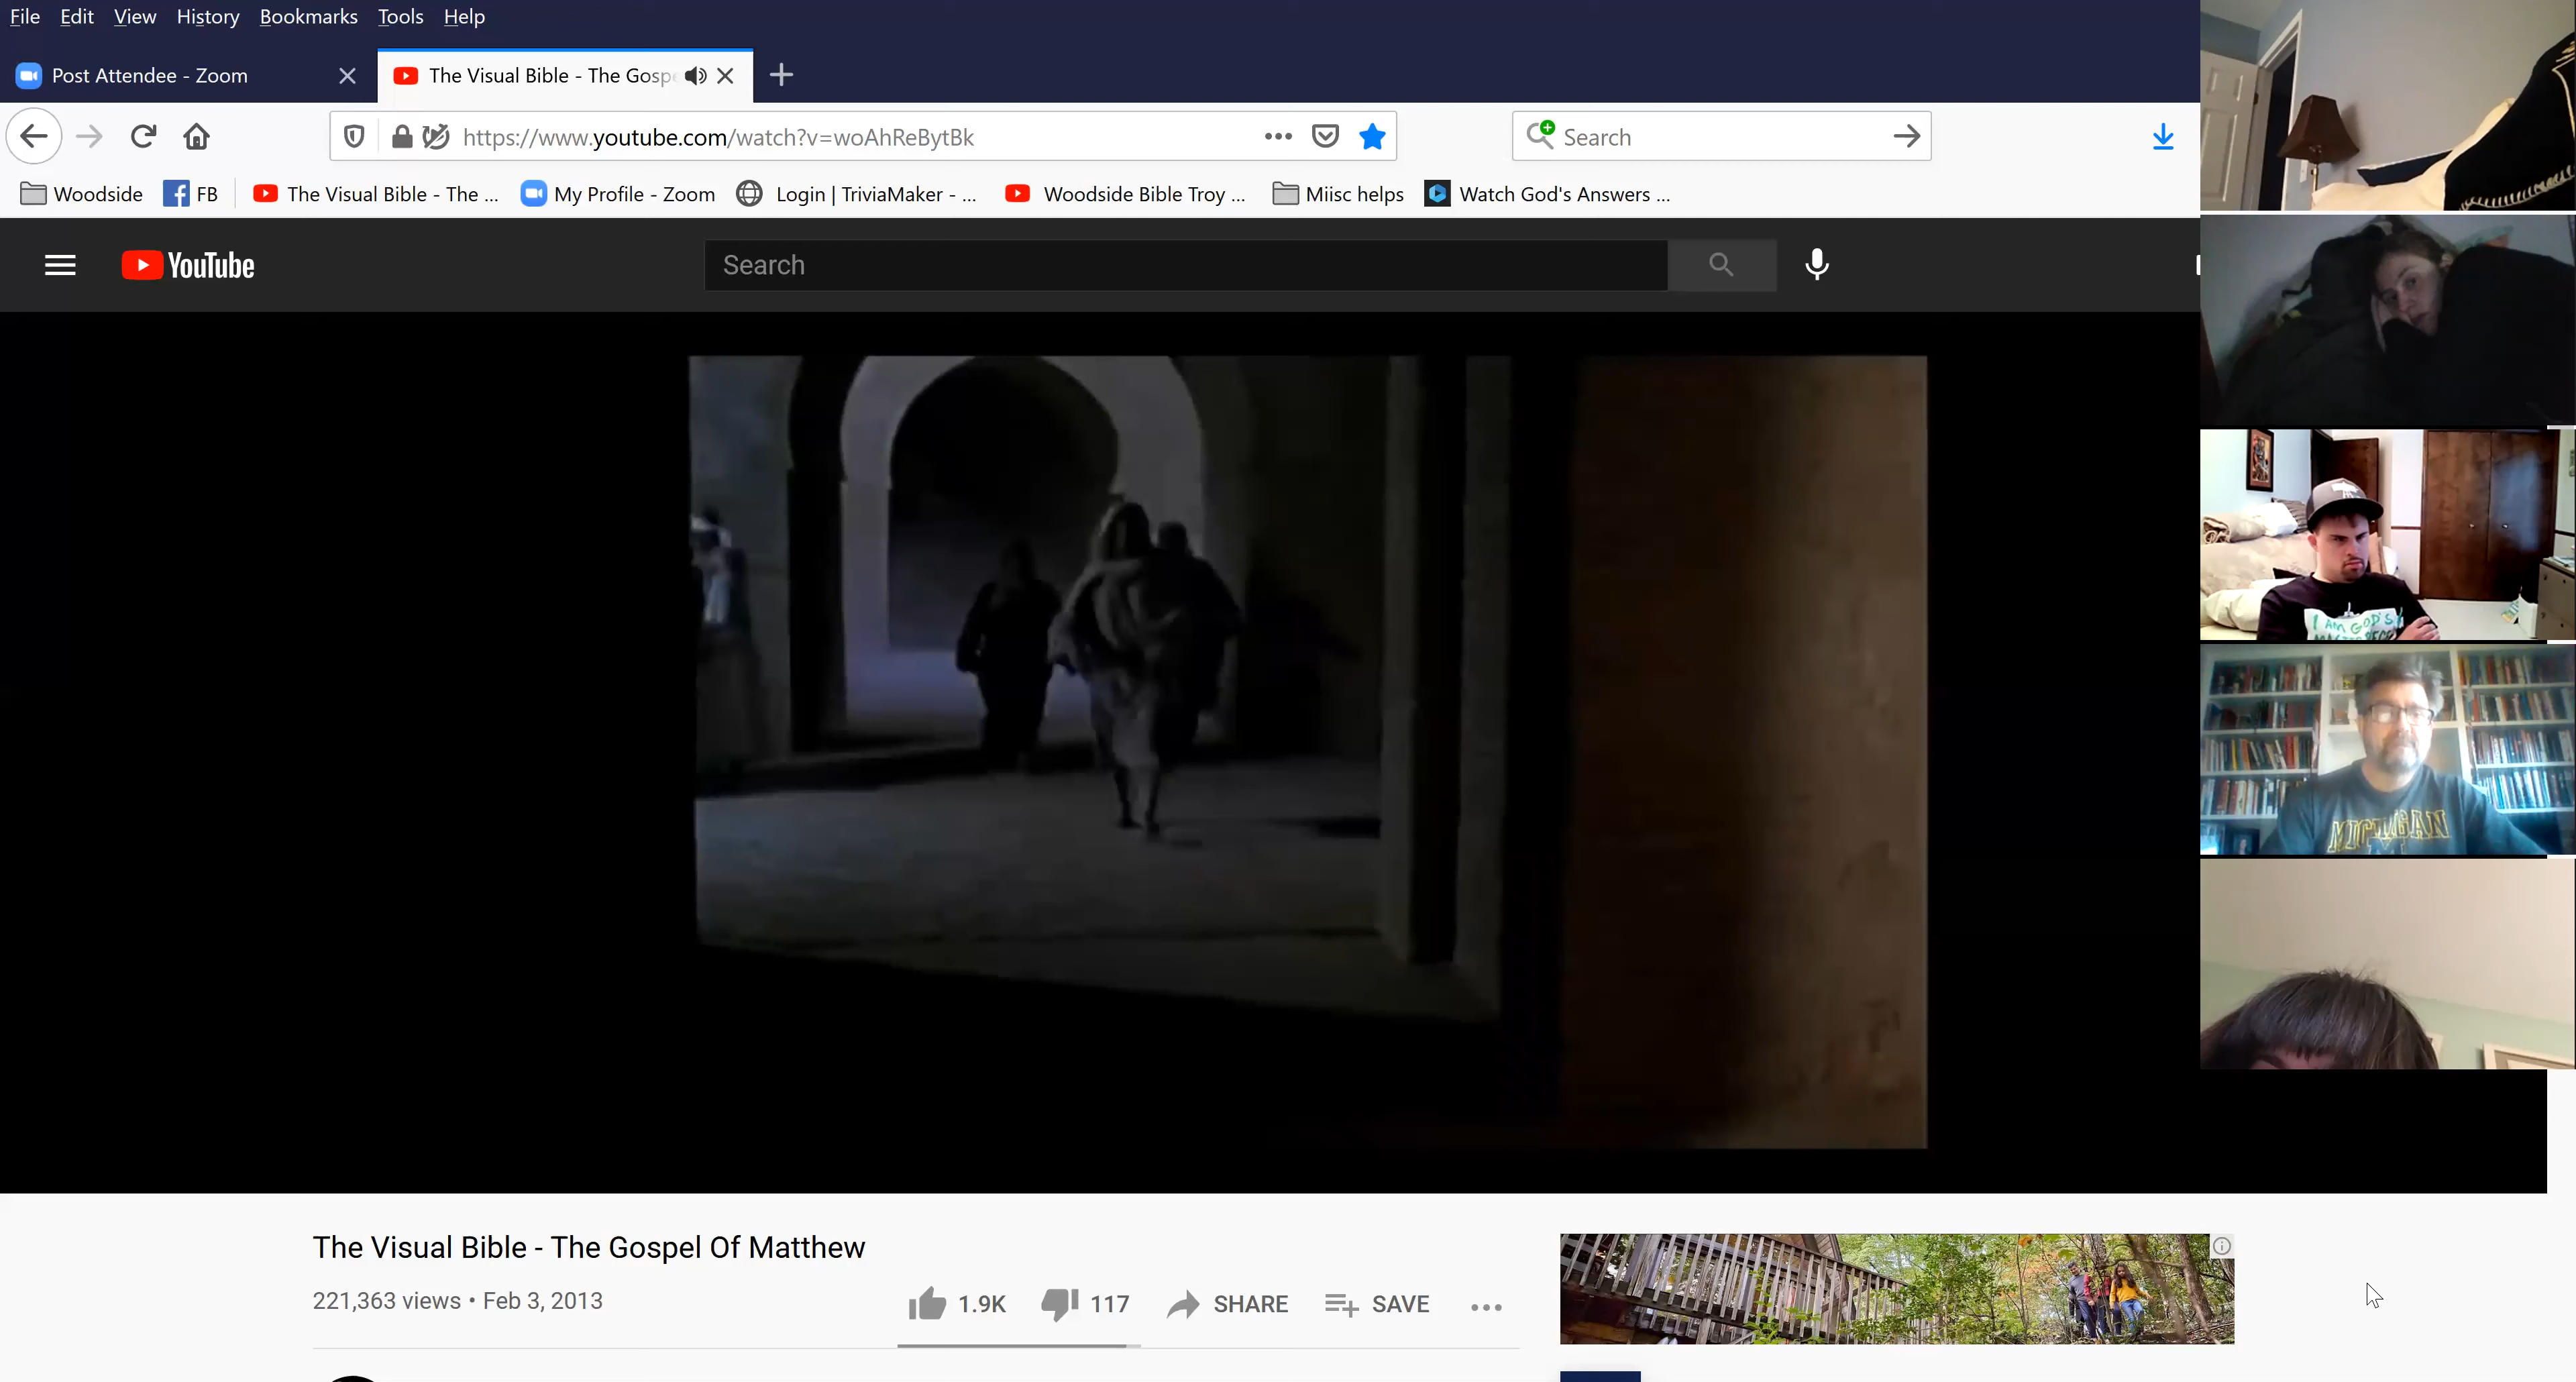 File Edit View History Bookmarks Tools Help
Post Attendee - Zoom
The Visual Bible - The Gosp
https://www.youtube.com/watch?v=woAhReBytBk
Search
Woodside FB The Visual Bible - The ... My Profile - Zoom Login | TriviaMaker - ... Woodside Bible Troy ... Miisc helps Watch God's Answers ...
YouTube
Search
I AM GOD'S
MICHIGAN
The Visual Bible - The Gospel Of Matthew
221,363 views • Feb 3, 2013
1.9K 117 SHARE SAVE